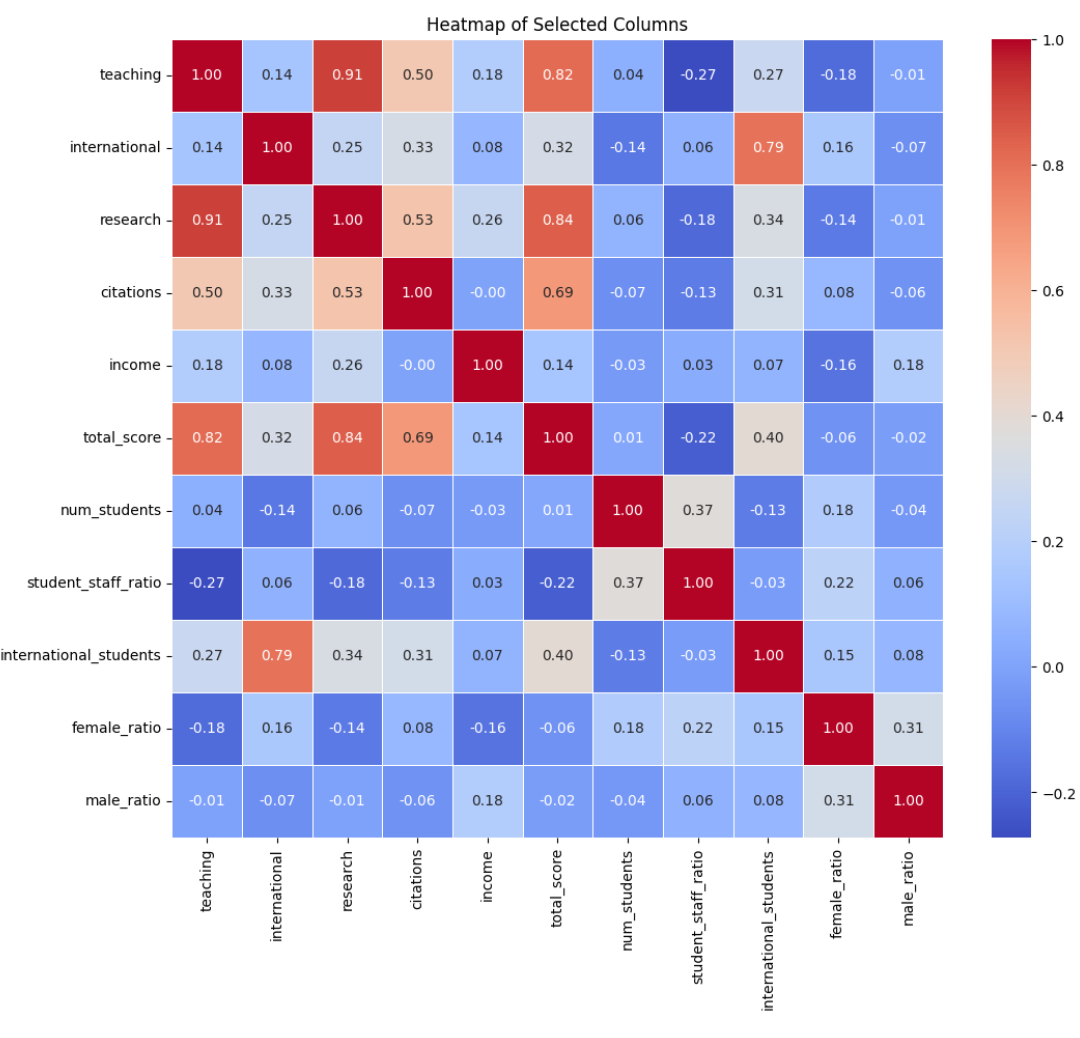 Heatmap of Selected Columns
teaching 1.00 0.14 0.91 0.50 0.18 0.82 0.04 -0.27 0.27 -0.18 -0.01
international 0.14 1.00 0.25 0.33 0.08 0.32 -0.14 0.06 0.79 0.16 -0.07
research 0.91 0.25 1.00 0.53 0.26 0.84 0.06 -0.18 0.34 -0.14 -0.01
citations 0.50 0.33 0.53 1.00 -0.00 0.69 -0.07 -0.13 0.31 0.08 -0.06
income 0.18 0.08 0.26 -0.00 1.00 0.14 -0.03 0.03 0.07 -0.16 0.18
total_score 0.82 0.32 0.84 0.69 0.14 1.00 0.01 -0.22 0.40 -0.06 -0.02
num_students 0.04 -0.14 0.06 -0.07 -0.03 0.01 1.00 0.37 -0.13 0.18 -0.04
student_staff_ratio -0.27 0.06 -0.18 -0.13 0.03 -0.22 0.37 1.00 -0.03 0.22 0.06
international_students 0.27 0.79 0.34 0.31 0.07 0.40 -0.13 -0.03 1.00 0.15 0.08
female_ratio -0.18 0.16 -0.14 0.08 -0.16 -0.06 0.18 0.22 0.15 1.00 0.31
male_ratio -0.01 -0.07 -0.01 -0.06 0.18 -0.02 -0.04 0.06 0.08 0.31 1.00
teaching
international
research
citations
income
total_score
num_students
student_staff_ratio
international_students
female_ratio
male_ratio
1.0
0.8
0.6
0.4
0.2
0.0
−0.2